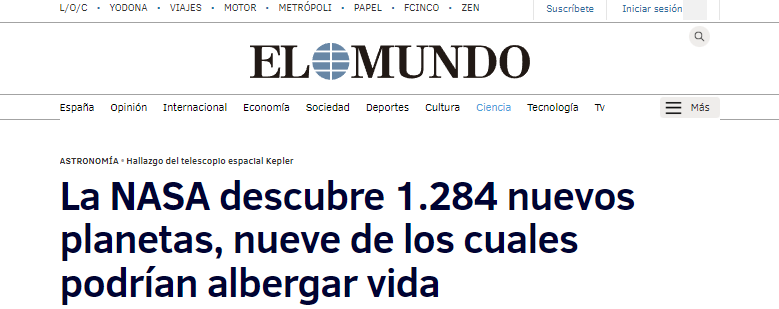 L/O/C • YODONA • VIAJES • MOTOR • METRÓPOLI • PAPEL • FCINCO • ZEN Suscríbete Iniciar sesión
EL MUNDO
España Opinión Internacional Economía Sociedad Deportes Cultura Ciencia Tecnología Tv Más
ASTRONOMÍA • Hallazgo del telescopio espacial Kepler
La NASA descubre 1.284 nuevos
planetas, nueve de los cuales
podrían albergar vida